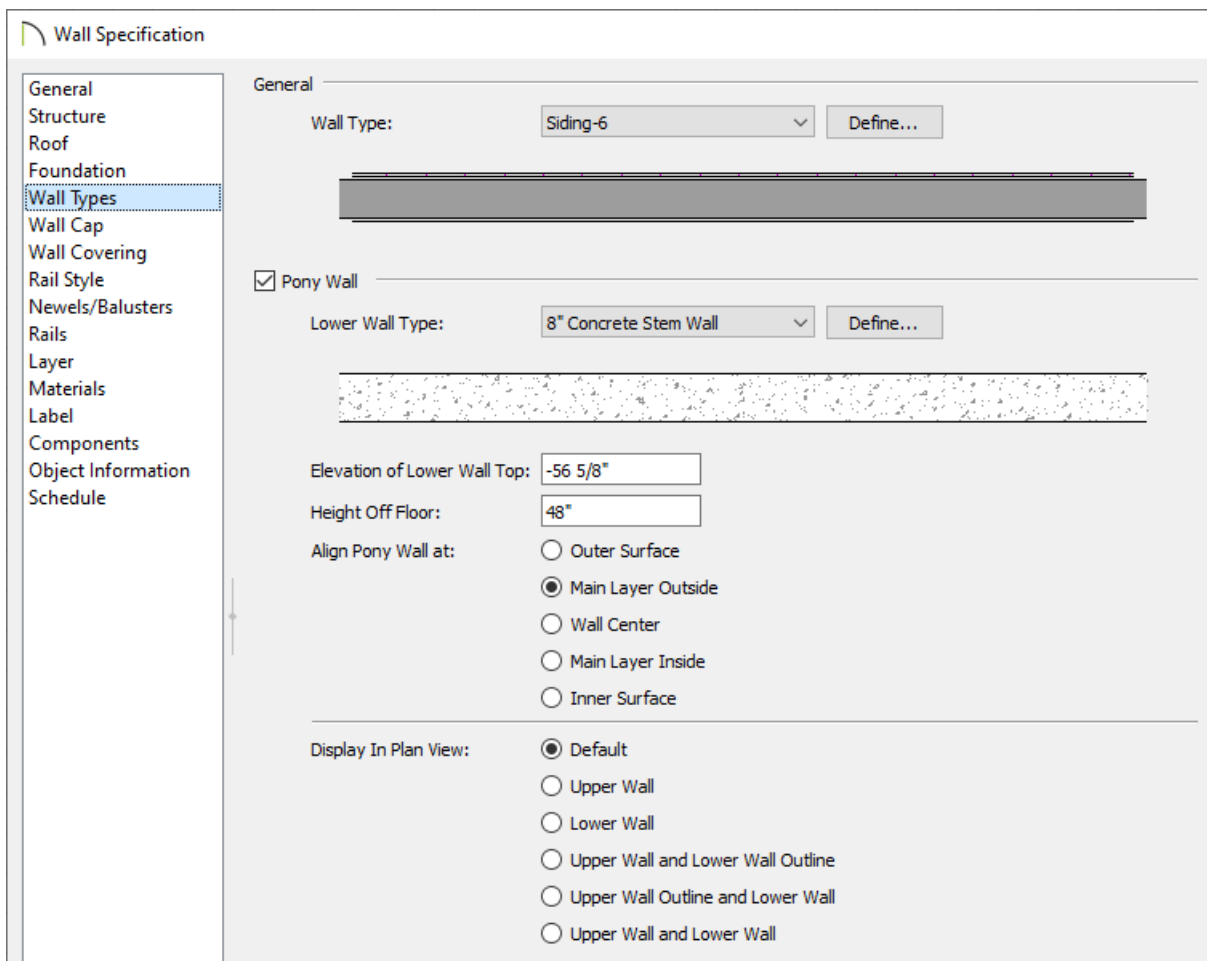 Wall Specification
General
Structure
Roof
Foundation
Wall Types
Wall Cap
Wall Covering
Rail Style
Newels/Balusters
Rails
Layer
Materials
Label
Components
Object Information
Schedule
General
Wall Type: Siding-6 Define...
Pony Wall
Lower Wall Type: 8" Concrete Stem Wall Define...
Elevation of Lower Wall Top: -56 5/8"
Height Off Floor: 48"
Align Pony Wall at: Outer Surface
Main Layer Outside
Wall Center
Main Layer Inside
Inner Surface
Display In Plan View: Default
Upper Wall
Lower Wall
Upper Wall and Lower Wall Outline
Upper Wall Outline and Lower Wall
Upper Wall and Lower Wall